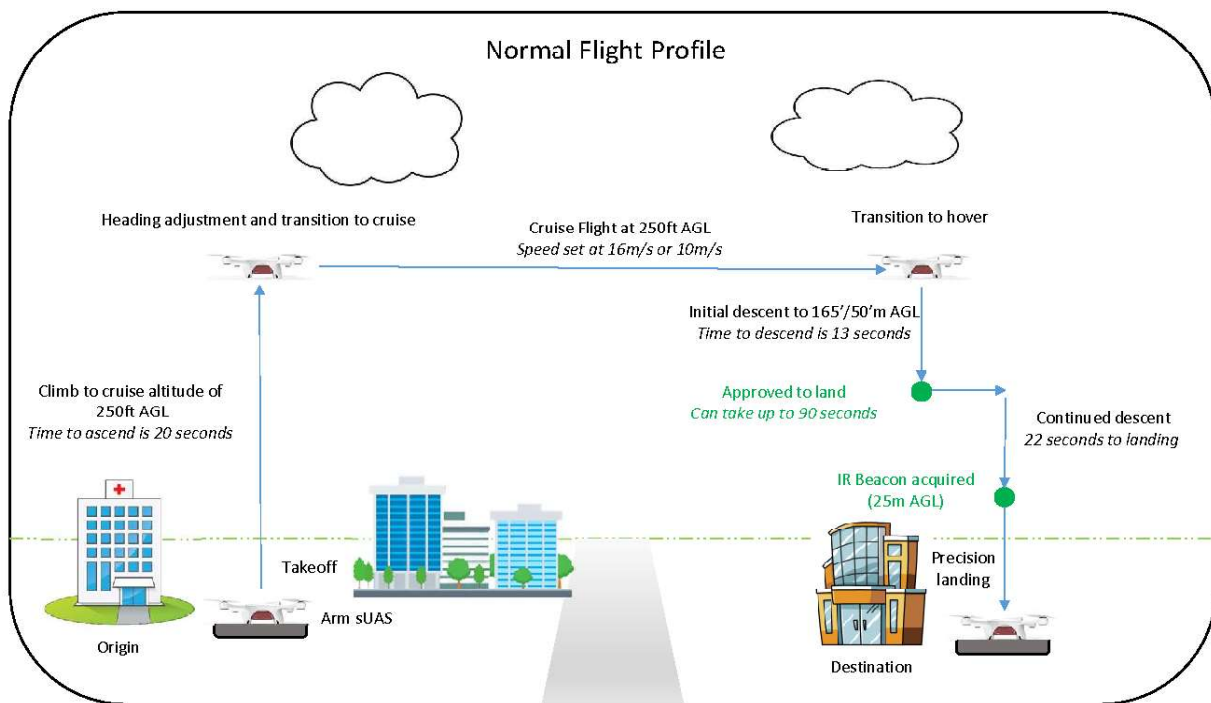 Normal Flight Profile
Heading adjustment and transition to cruise
Cruise Flight at 250ft AGL
Speed set at 16m/s or 10m/s
Transition to hover
Initial descent to 165’/50’m AGL
Time to descend is 13 seconds
Climb to cruise altitude of
250ft AGL
Time to ascend is 20 seconds
Approved to land
Can take up to 90 seconds
Continued descent
22 seconds to landing
IR Beacon acquired
(25m AGL)
Takeoff
Precision
landing
Arm sUAS
Origin
Destination